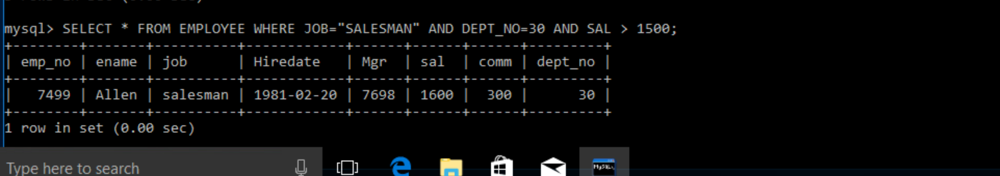 mysql> SELECT * FROM EMPLOYEE WHERE JOB="SALESMAN" AND DEPT_NO=30 AND SAL > 1500;
+--------+-------+----------+------------+------+------+------+---------+
| emp_no | ename | job      | Hiredate   | Mgr  | sal  | comm | dept_no |
+--------+-------+----------+------------+------+------+------+---------+
|   7499 | Allen | salesman | 1981-02-20 | 7698 | 1600 |  300 |      30 |
+--------+-------+----------+------------+------+------+------+---------+
1 row in set (0.00 sec)
Type here to search
MySQL